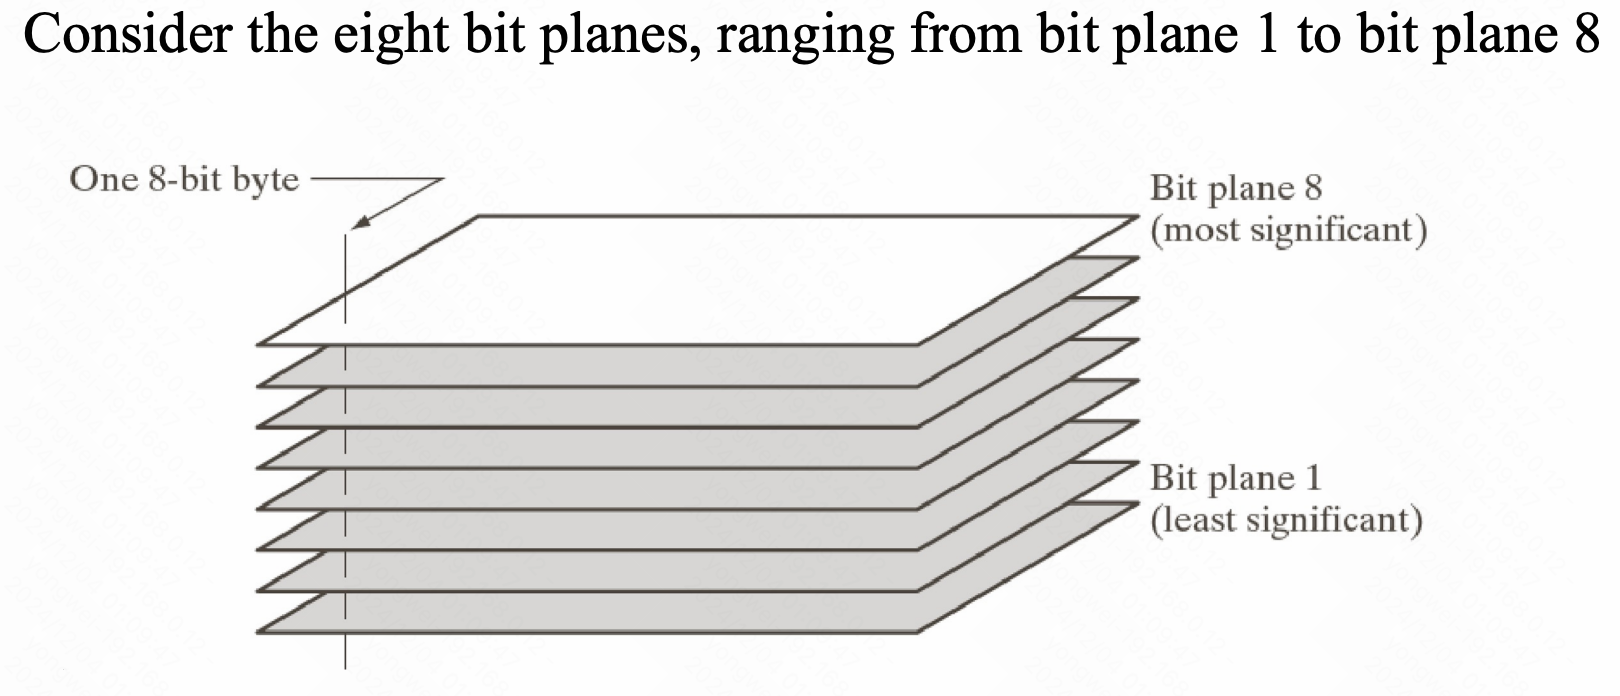 Consider the eight bit planes, ranging from bit plane 1 to bit plane 8
One 8-bit byte
Bit plane 8
(most significant)
Bit plane 1
(least significant)